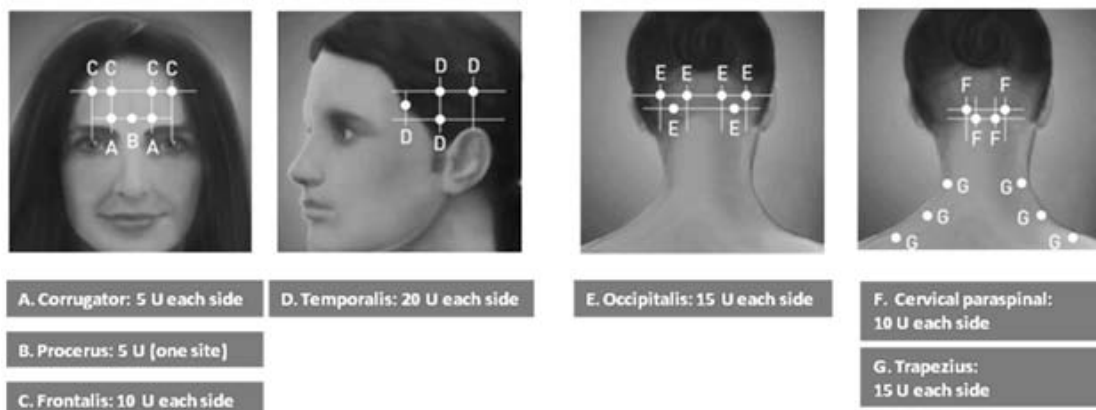 C C C C
A B A
D D
D D
E E E E
E E
F F
F F
G G
G G
G G
A. Corrugator: 5 U each side
B. Procerus: 5 U (one site)
C. Frontalis: 10 U each side
D. Temporalis: 20 U each side
E. Occipitalis: 15 U each side
F. Cervical paraspinal:
10 U each side
G. Trapezius:
15 U each side